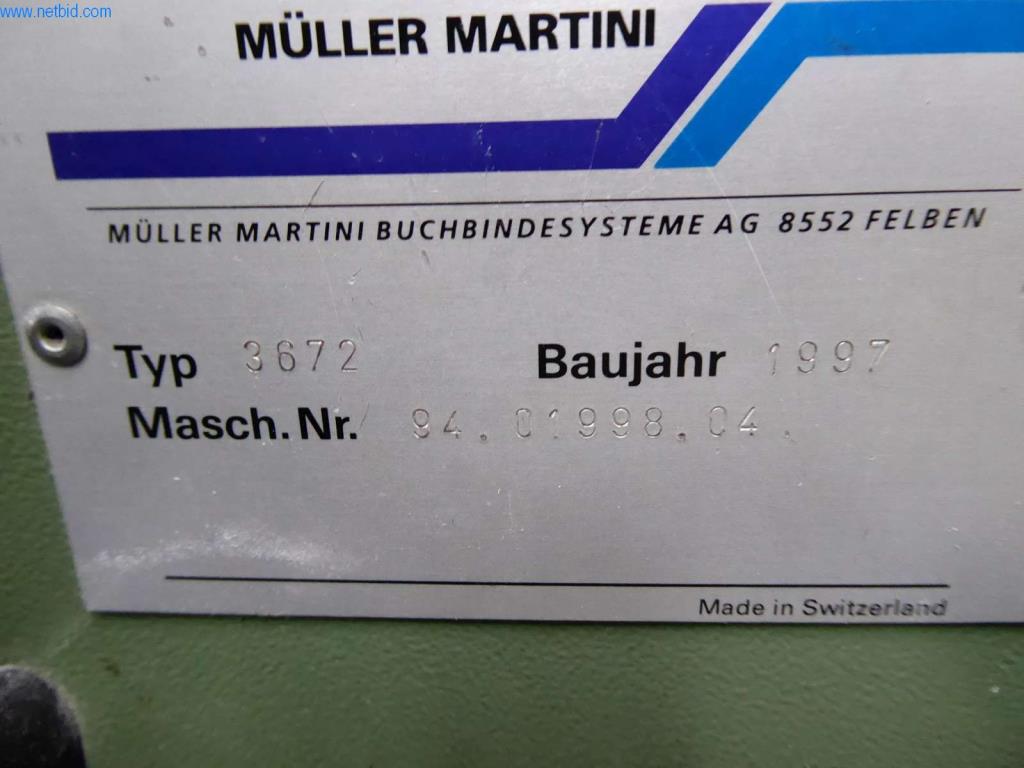 www.netbid.com
MÜLLER MARTINI
MÜLLER MARTINI BUCHBINDESYSTEME AG 8552 FELBEN
Typ 3672 Baujahr 1997
Masch. Nr. 94.01998.04.
Made in Switzerland